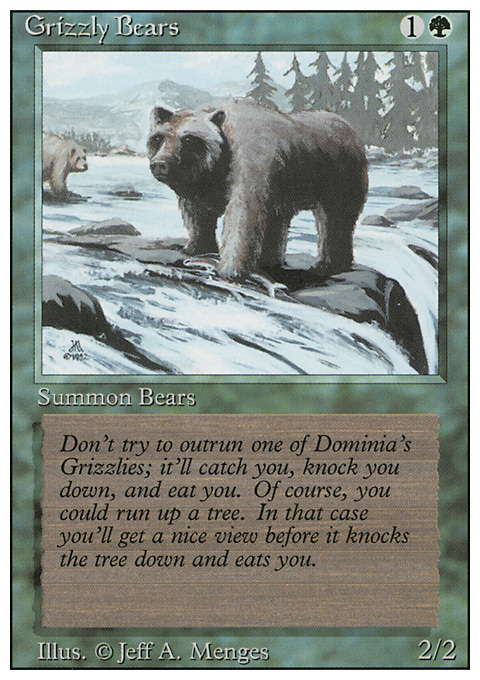 Grizzly Bears 1
©1992
Summon Bears
Don't try to outrun one of Dominia's
Grizzlies; it'll catch you, knock you
down, and eat you. Of course, you
could run up a tree. In that case
you'll get a nice view before it knocks
the tree down and eats you.
Illus. © Jeff A. Menges 2/2